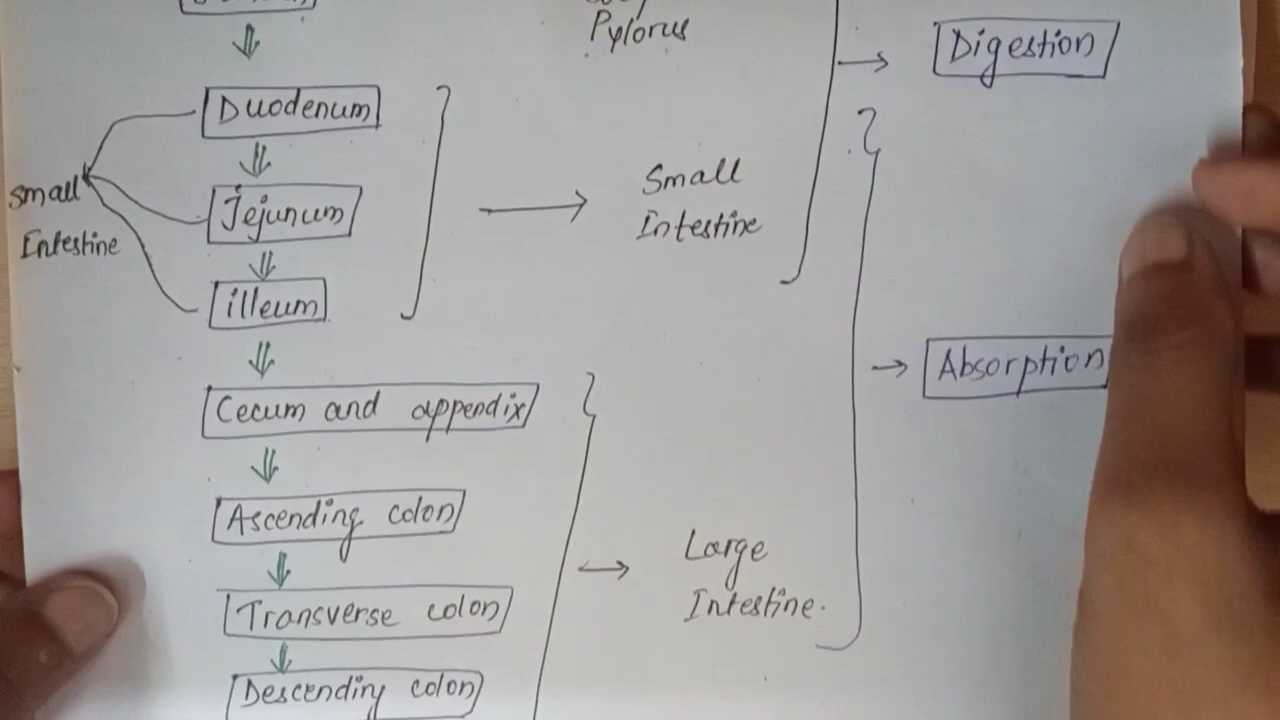 Pylorus
Digestion
Duodenum
Small
Intestine
Jejunum
Small
Intestine
illeum
Absorption
Cecum and appendix
Ascending colon
Large
Intestine.
Transverse colon
Descending colon